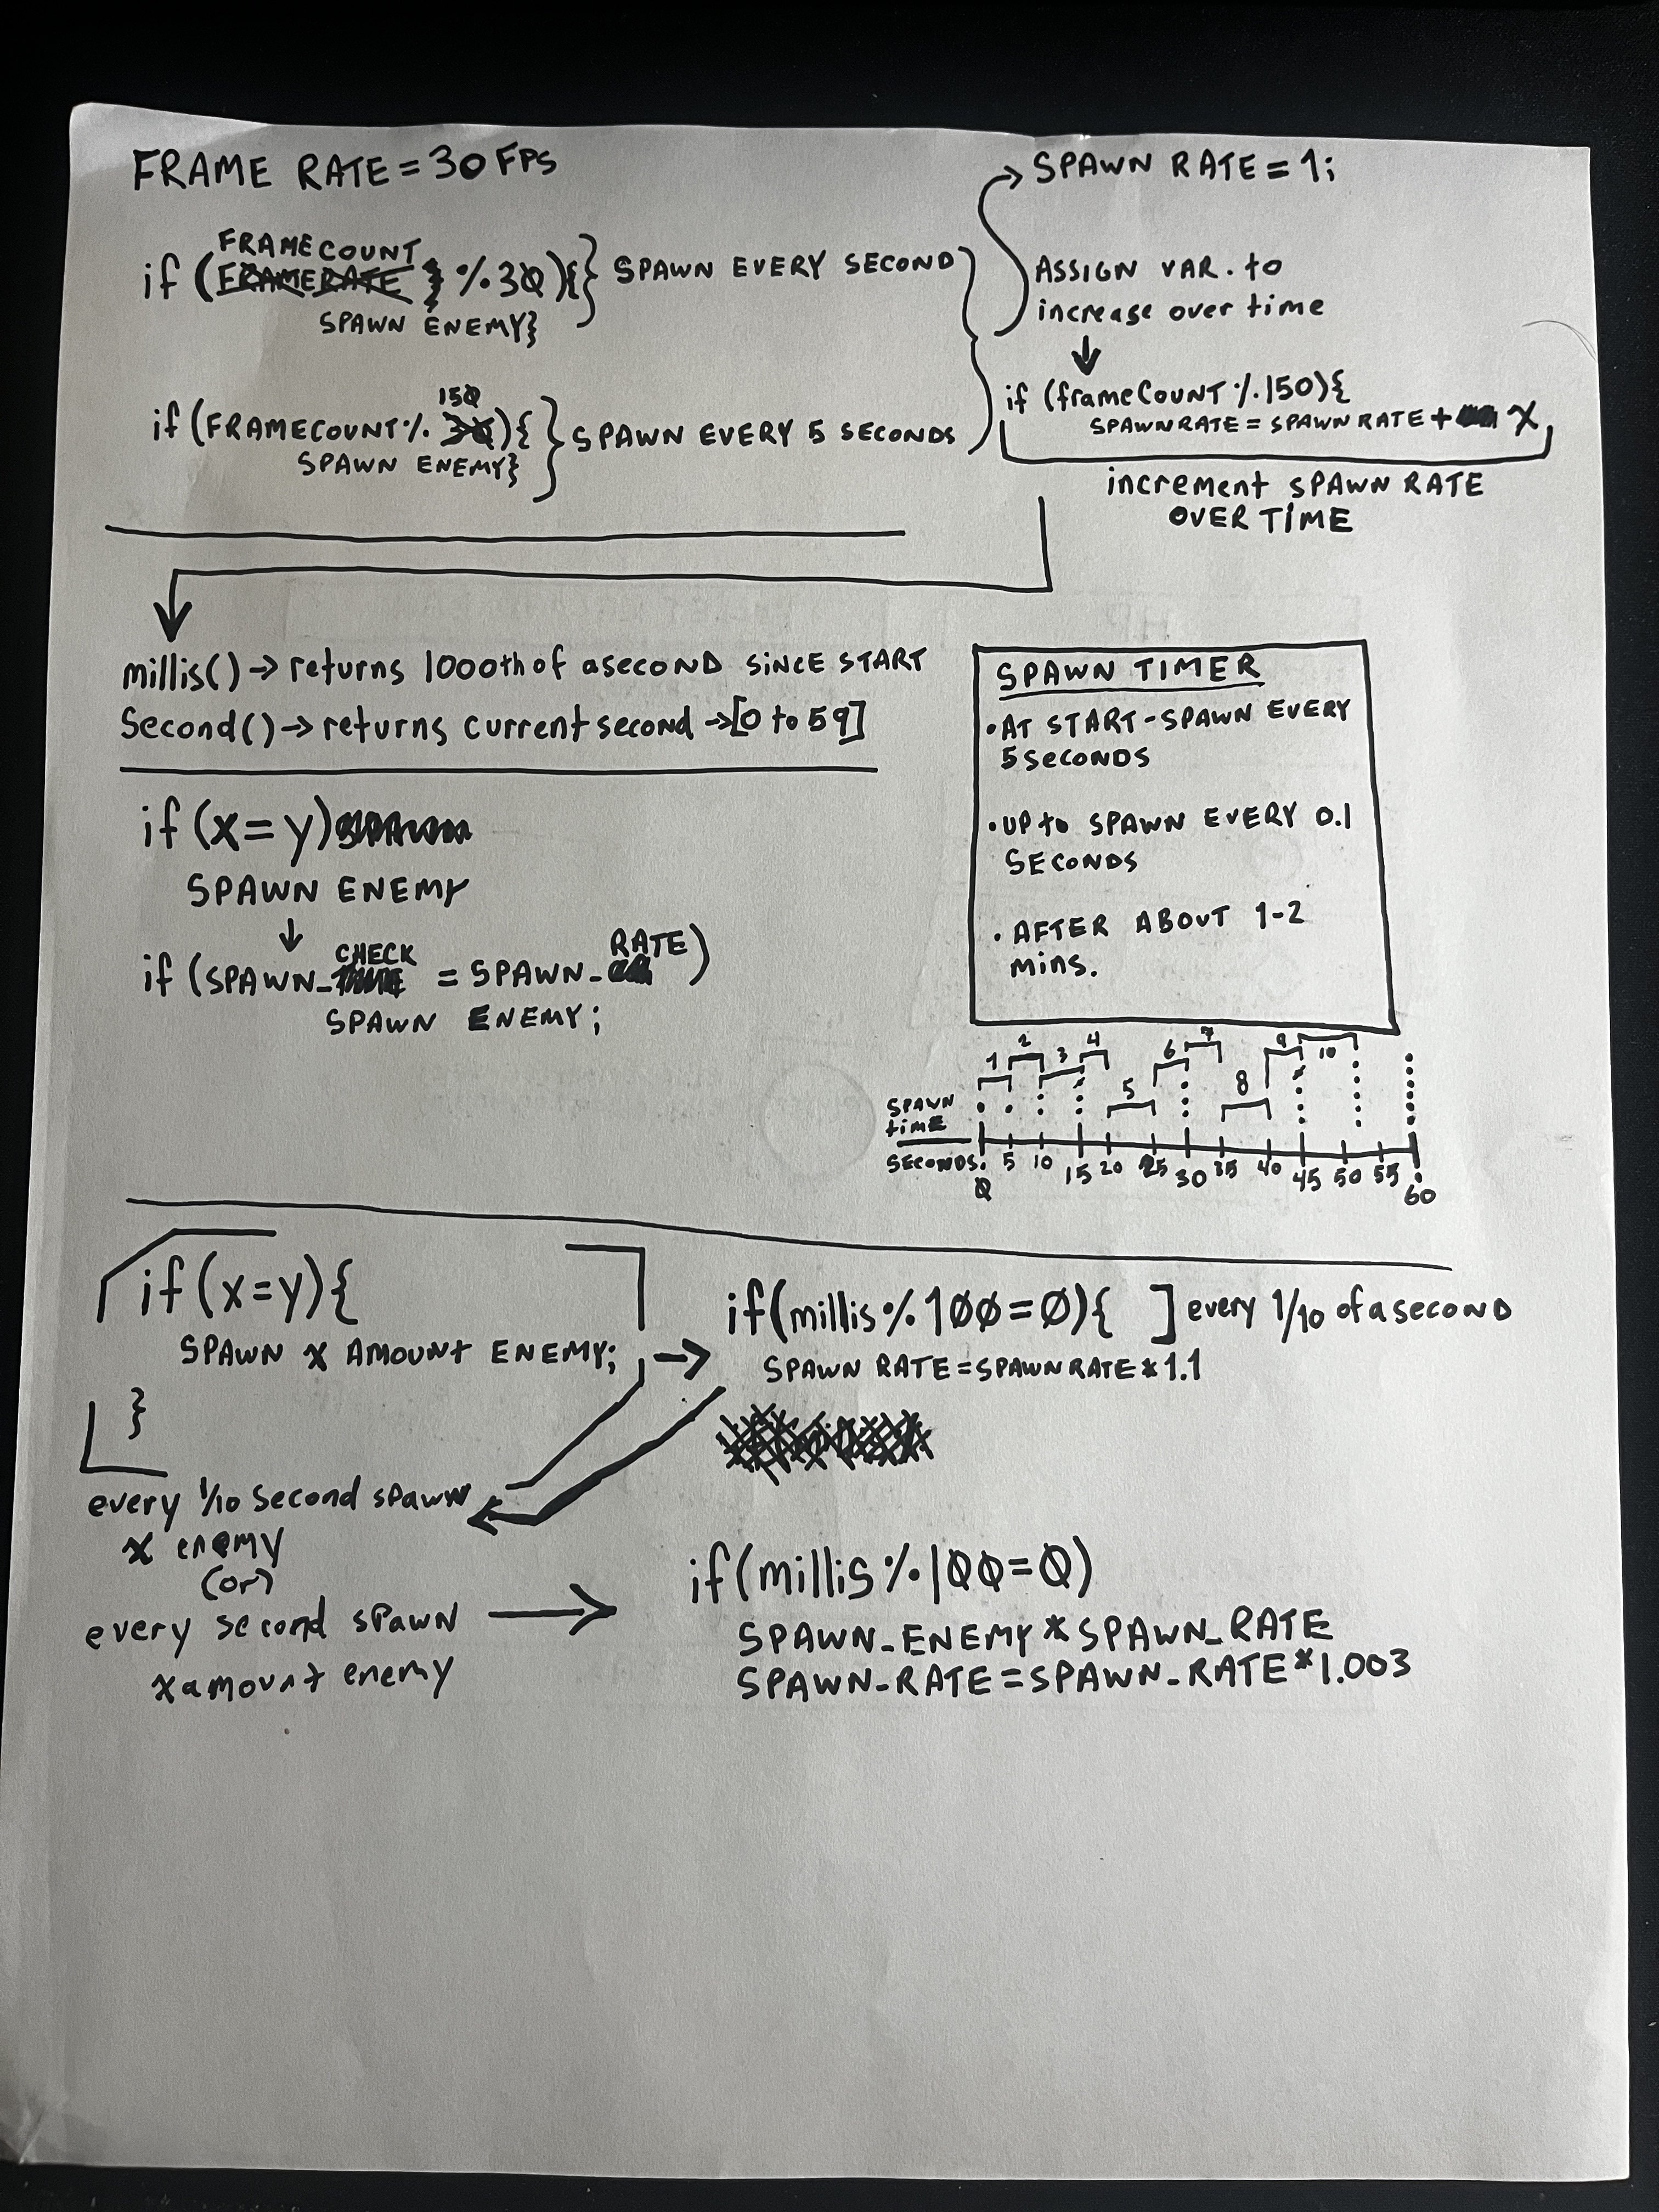 FRAME RATE = 30 FPS
FRAMECOUNT
if (FRAMERATE } % 30){} SPAWN EVERY SECOND
SPAWN ENEMY}
150
if (FRAMECOUNT % 30){ } SPAWN EVERY 5 SECONDS
SPAWN ENEMY}
SPAWN RATE = 1;
ASSIGN VAR. to
increase over time
if (frameCount % 150){
SPAWNRATE = SPAWN RATE + X
increment SPAWN RATE
OVER TIME
millis() → returns 1000th of a second SINCE START
Second() → returns current second → [0 to 59]
if (x = y)
SPAWN ENEMY
CHECK RATE
if (SPAWN_ = SPAWN_ )
SPAWN ENEMY;
SPAWN TIMER
• AT START - SPAWN EVERY
5 SECONDS
• UP to SPAWN EVERY 0.1
SECONDS
• AFTER ABOUT 1-2
mins.
1 2 3 4 5 6 7 8 9 10
SPAWN
time
SECONDS: 0 5 10 15 20 25 30 35 40 45 50 55 60
if (x = y){
SPAWN X AMOUNT ENEMY;
}
if (millis % 100 = 0){ ] every 1/10 of a second
SPAWN RATE = SPAWNRATE * 1.1
every 1/10 second spawn
x enemy
(or)
every second spawn
x amount enemy
if (millis % 100 = 0)
SPAWN_ENEMY * SPAWN_RATE
SPAWN_RATE = SPAWN_RATE * 1.003